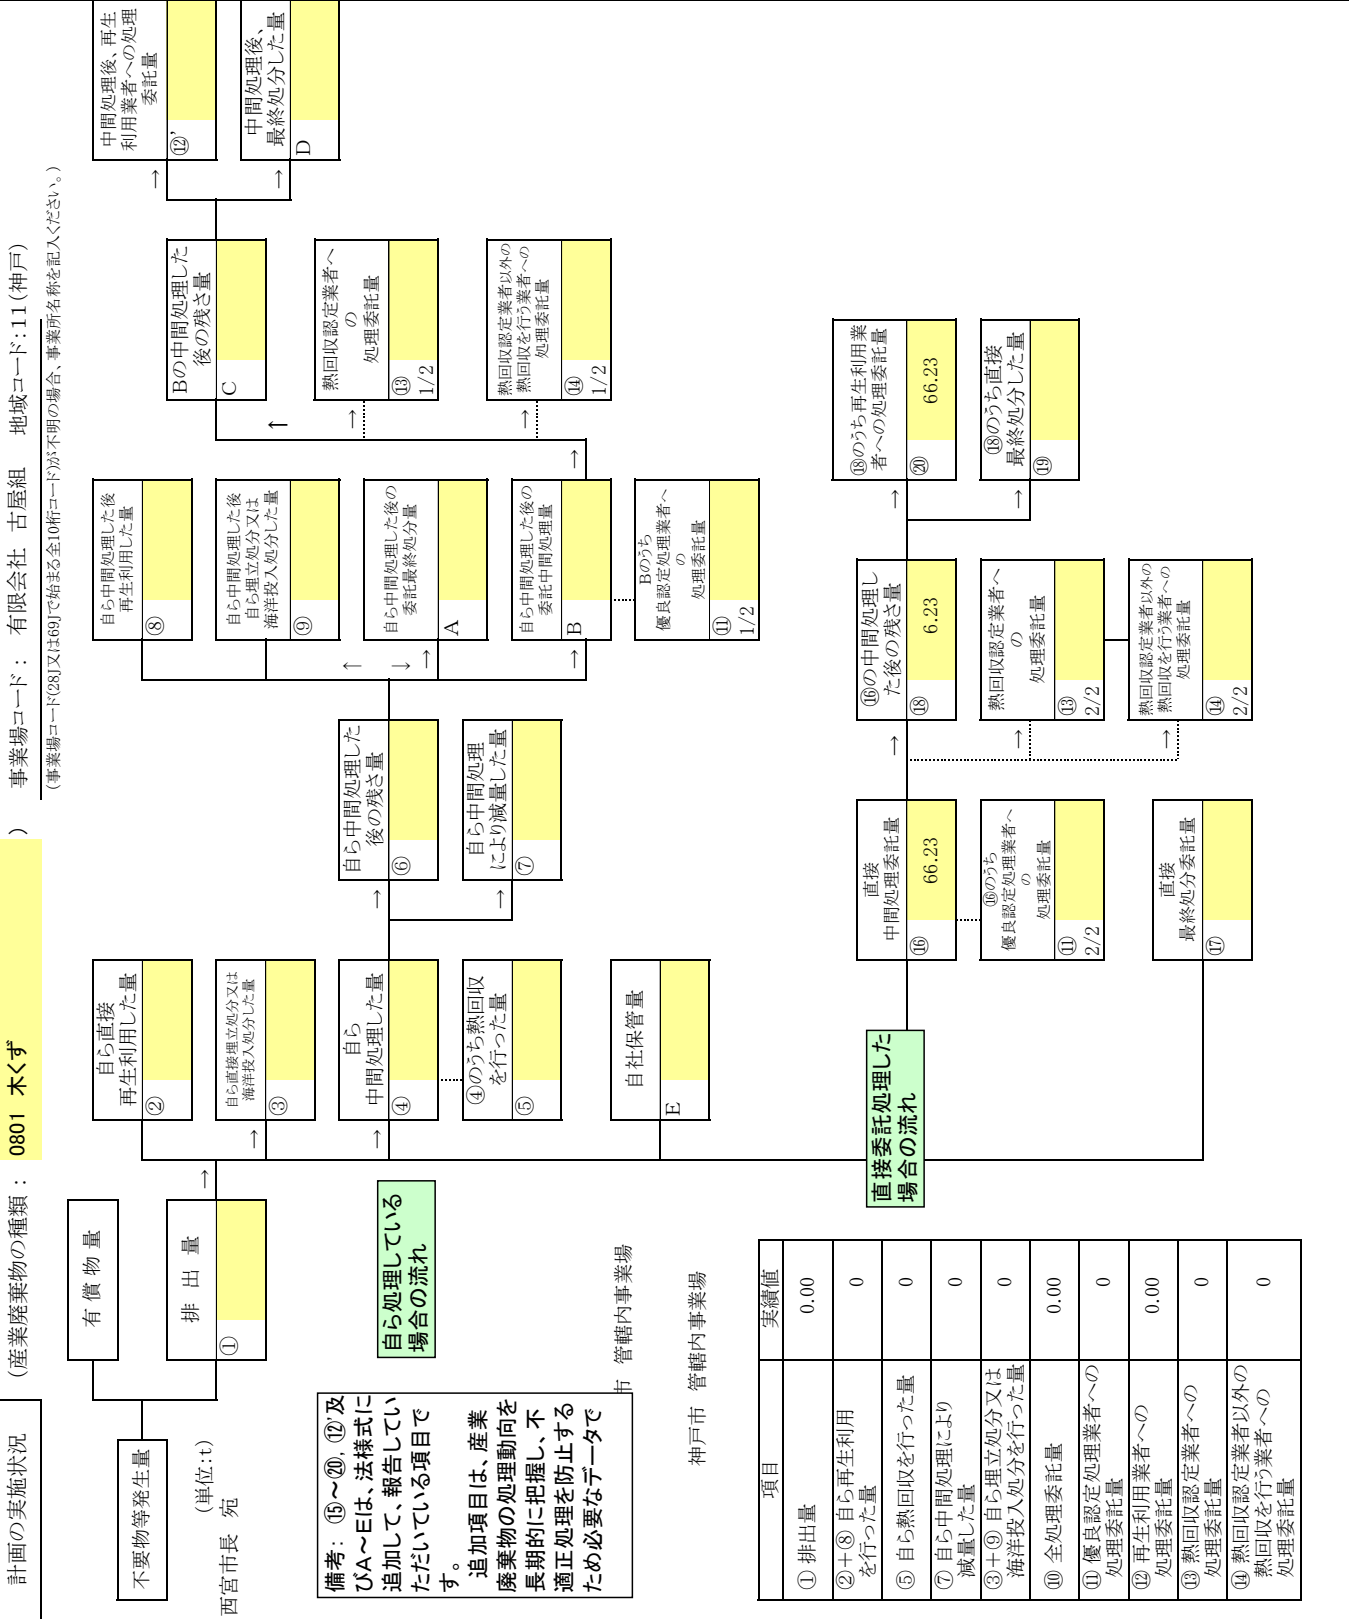 計画の実施状況
(産業廃棄物の種類： 0801 木くず )
事業場コード： 有限会社 古屋組 地域コード：11（神戸）
（事業場コード(28J又は69Jで始まる全10桁コード)が不明の場合、事業所名称を記入ください。）
不要物等発生量
(単位：t)
西宮市長 宛
有 償 物 量
排 出 量
①
自ら直接
再生利用した量
②
自ら直接埋立処分又は
海洋投入処分した量
③
自ら
中間処理した量
④
④のうち熱回収
を行った量
⑤
自社保管量
E
自ら中間処理した
後の残さ量
⑥
自ら中間処理
により減量した量
⑦
自ら中間処理した後
再生利用した量
⑧
自ら中間処理した後
自ら埋立処分又は
海洋投入処分した量
⑨
自ら中間処理した後の
委託最終処分量
A
自ら中間処理した後の
委託中間処理量
B
Bのうち
優良認定処理業者へ
の
処理委託量
⑪
1/2
Bの中間処理した
後の残さ量
C
熱回収認定業者へ
の
処理委託量
⑬
1/2
熱回収認定業者以外の
熱回収を行う業者への
処理委託量
⑭
1/2
中間処理後、再生
利用業者への処理
委託量
⑫’
中間処理後、
最終処分した量
D
自ら処理している
場合の流れ
備考： ⑮～⑳，⑫’及
びA～Eは、法様式に
追加して、報告してい
ただいている項目で
す。
追加項目は、産業
廃棄物の処理動向を
長期的に把握し、不
適正処理を防止する
ため必要なデータで
市 管轄内事業場
神戸市 管轄内事業場
直接委託処理した
場合の流れ
直接
中間処理委託量
⑯ 66.23
⑯のうち
優良認定処理業者へ
の
処理委託量
⑪
2/2
直接
最終処分委託量
⑰
⑯の中間処理し
た後の残さ量
⑱ 6.23
熱回収認定業者へ
の
処理委託量
⑬
2/2
熱回収認定業者以外の
熱回収を行う業者への
処理委託量
⑭
2/2
⑱のうち再生利用業
者への処理委託量
⑳ 66.23
⑱のうち直接
最終処分した量
⑲
項目 実績値
① 排出量 0.00
②＋⑧ 自ら再生利用
を行った量 0
⑤ 自ら熱回収を行った量 0
⑦ 自ら中間処理により
減量した量 0
③＋⑨ 自ら埋立処分又は
海洋投入処分を行った量 0
⑩ 全処理委託量 0.00
⑪ 優良認定処理業者への
処理委託量 0
⑫ 再生利用業者への
処理委託量 0.00
⑬ 熱回収認定業者への
処理委託量 0
⑭ 熱回収認定業者以外の
熱回収を行う業者への
処理委託量 0